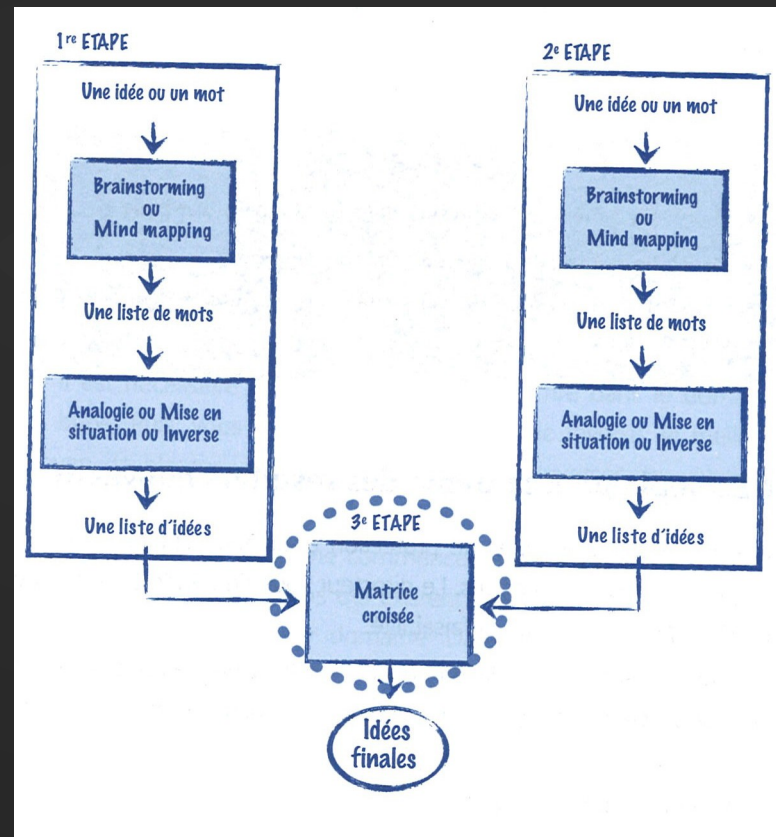 1re ETAPE
Une idée ou un mot
Brainstorming
ou
Mind mapping
Une liste de mots
Analogie ou Mise en
situation ou Inverse
Une liste d'idées
2e ETAPE
Une idée ou un mot
Brainstorming
ou
Mind mapping
Une liste de mots
Analogie ou Mise en
situation ou Inverse
Une liste d'idées
3e ETAPE
Matrice
croisée
Idées
finales